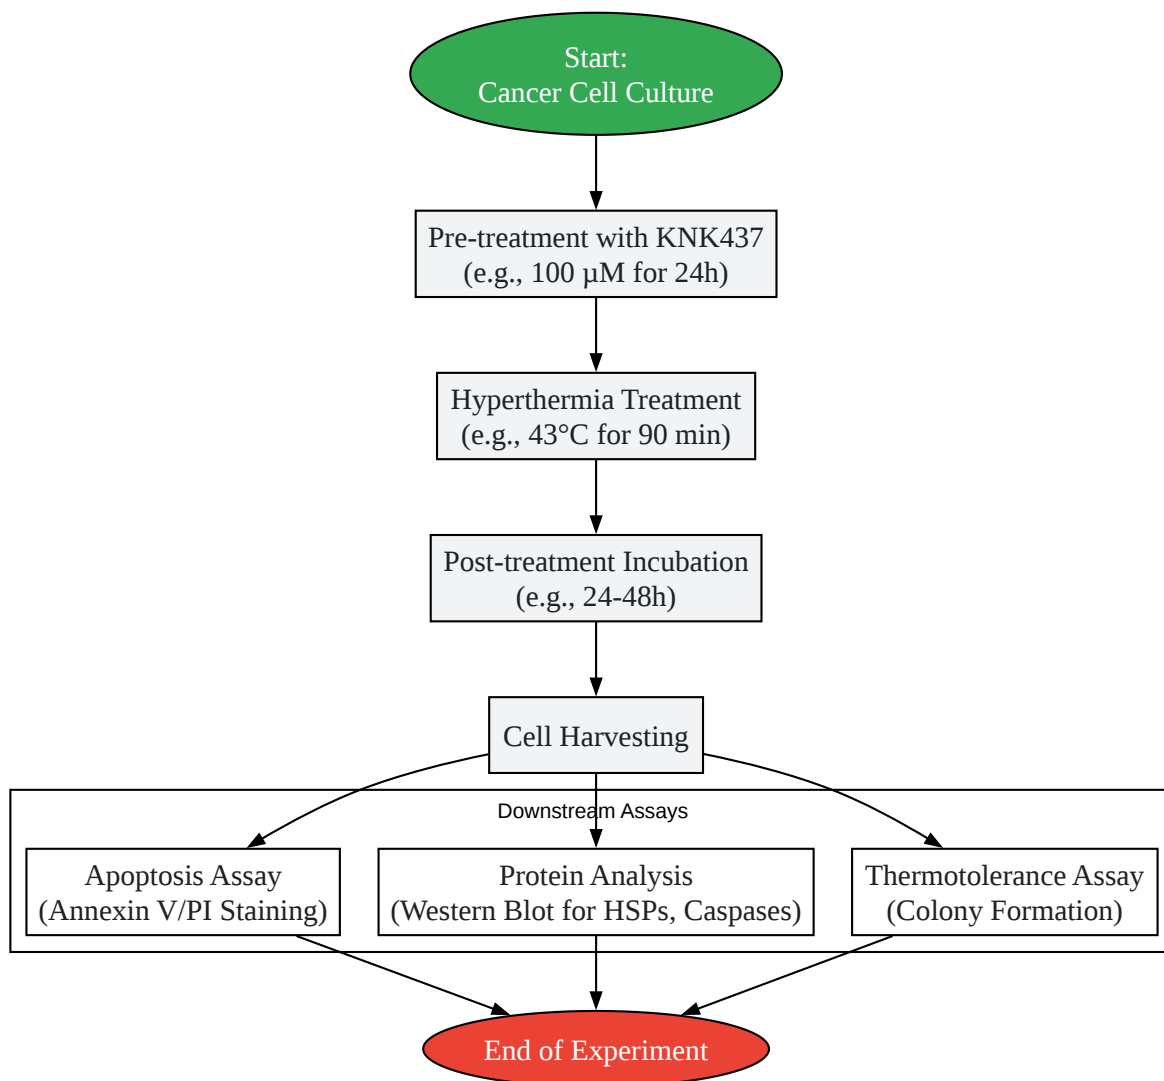 Start:
Cancer Cell Culture
Pre-treatment with KNK437
(e.g., 100 µM for 24h)
Hyperthermia Treatment
(e.g., 43°C for 90 min)
Post-treatment Incubation
(e.g., 24-48h)
Cell Harvesting
Downstream Assays
Apoptosis Assay
(Annexin V/PI Staining)
Protein Analysis
(Western Blot for HSPs, Caspases)
Thermotolerance Assay
(Colony Formation)
End of Experiment